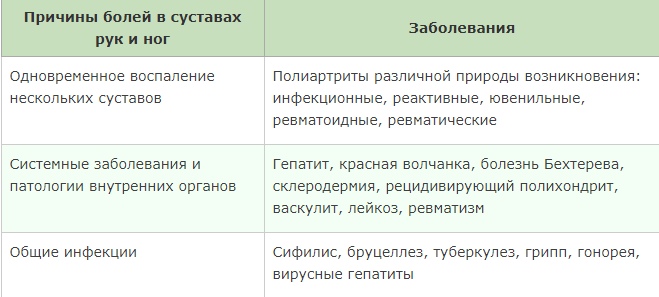 Причины болей в суставах
рук и ног
Заболевания
Одновременное воспаление
нескольких суставов
Полиартриты различной природы возникновения:
инфекционные, реактивные, ювенильные,
ревматоидные, ревматические
Системные заболевания и
патологии внутренних органов
Гепатит, красная волчанка, болезнь Бехтерева,
склеродермия, рецидивирующий полихондрит,
васкулит, лейкоз, ревматизм
Общие инфекции
Сифилис, бруцеллез, туберкулез, грипп, гонорея,
вирусные гепатиты